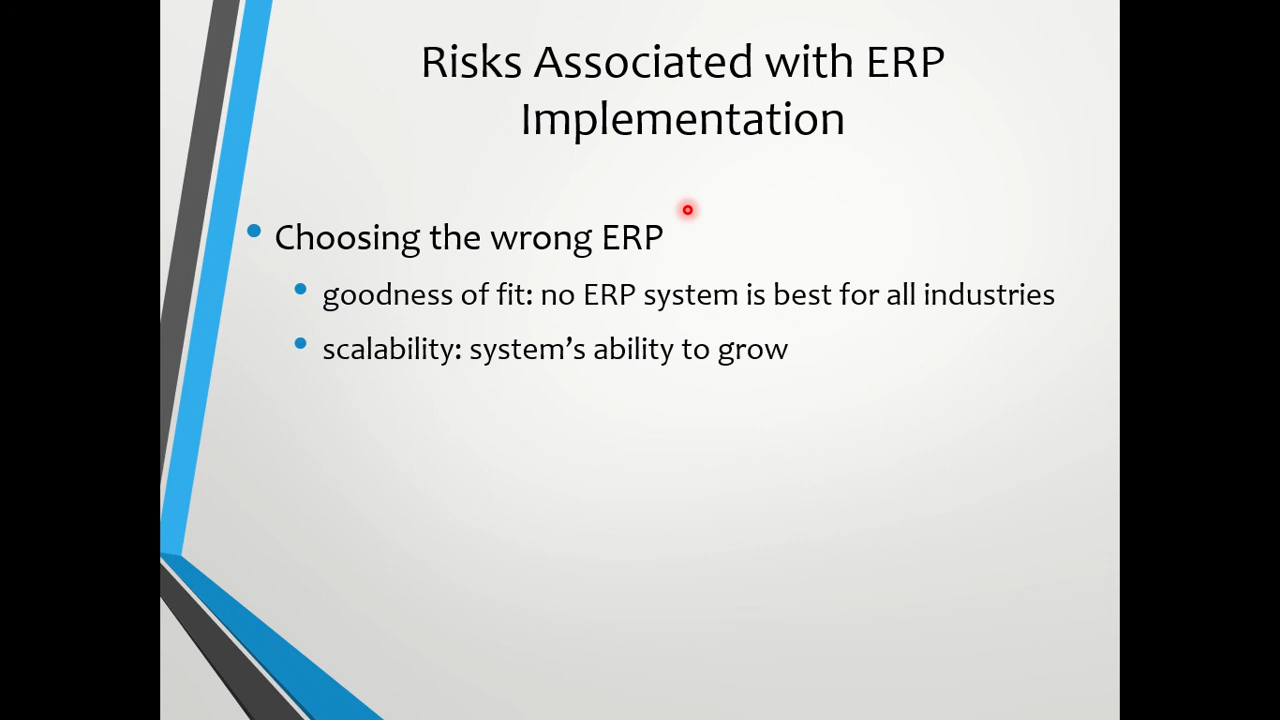 Risks Associated with ERP
Implementation
• Choosing the wrong ERP
• goodness of fit: no ERP system is best for all industries
• scalability: system’s ability to grow